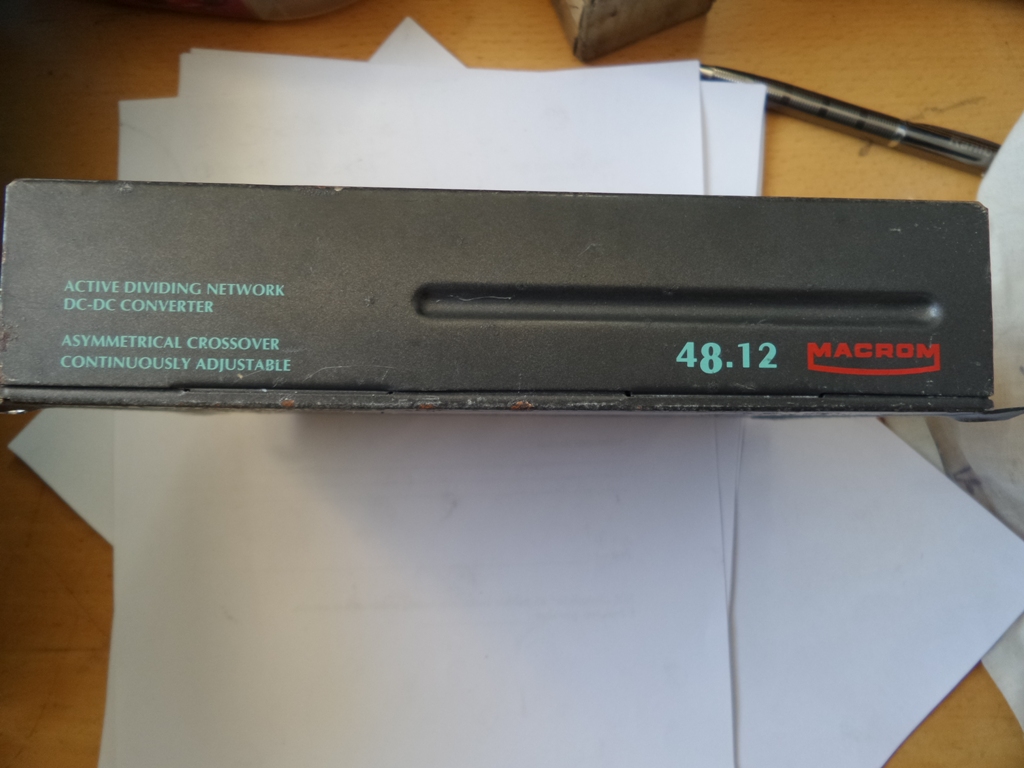 ACTIVE DIVIDING NETWORK
DC-DC CONVERTER
ASYMMETRICAL CROSSOVER
CONTINUOUSLY ADJUSTABLE
48.12
MACROM